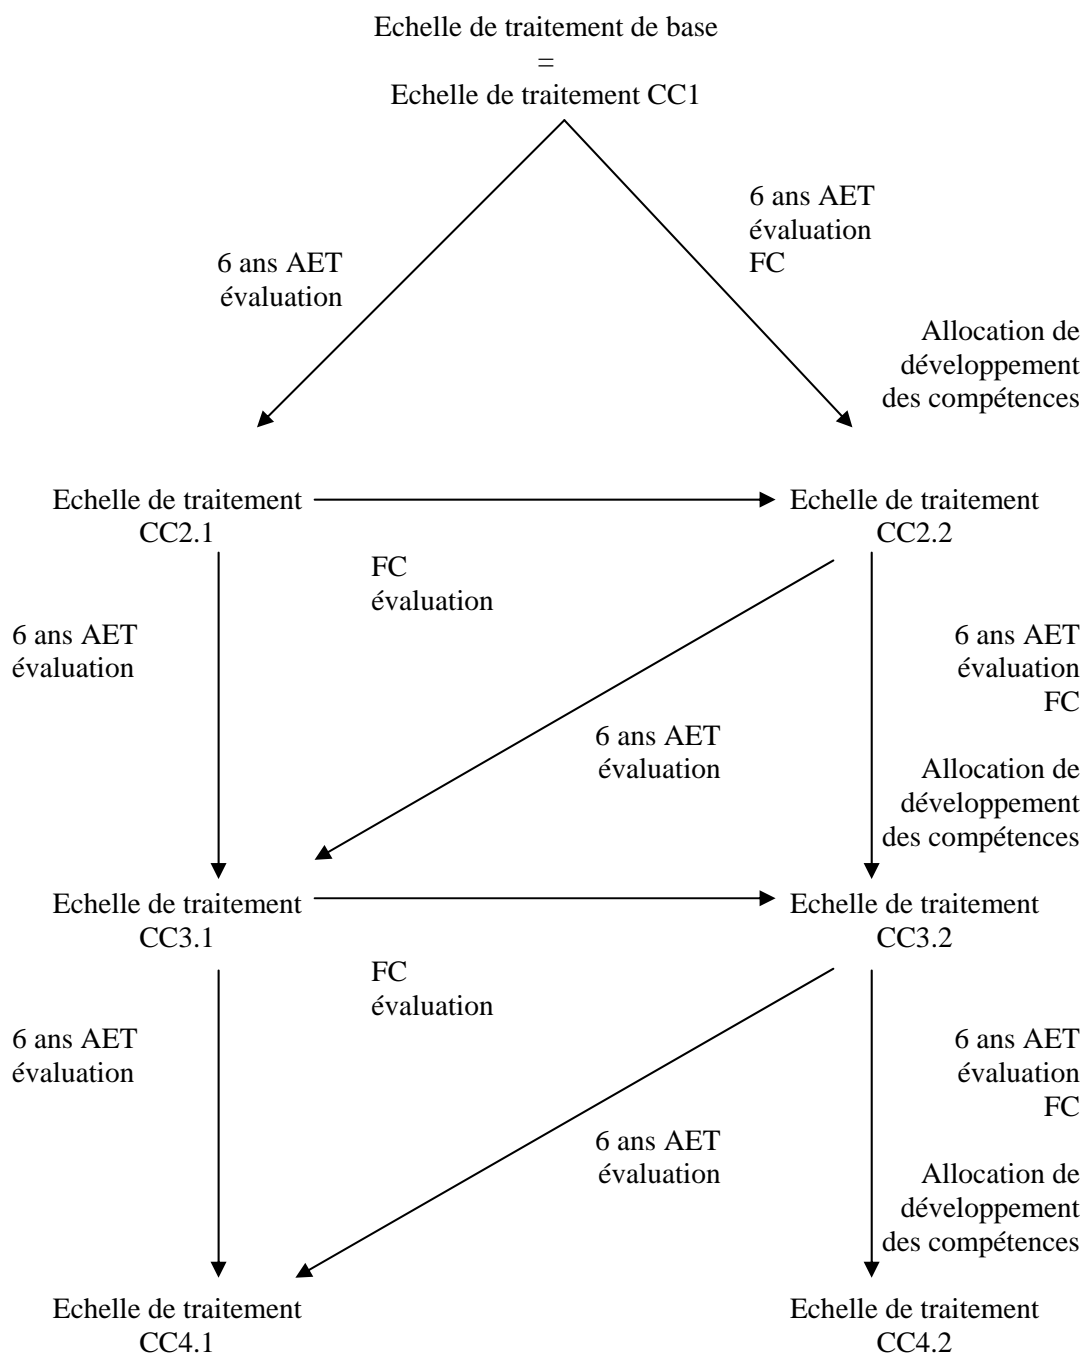 Echelle de traitement de base
=
Echelle de traitement CC1
6 ans AET
évaluation
FC
6 ans AET
évaluation
Allocation de
développement
des compétences
Echelle de traitement
CC2.1
Echelle de traitement
CC2.2
FC
évaluation
6 ans AET
évaluation
6 ans AET
évaluation
FC
6 ans AET
évaluation
Allocation de
développement
des compétences
Echelle de traitement
CC3.1
Echelle de traitement
CC3.2
FC
évaluation
6 ans AET
évaluation
6 ans AET
évaluation
FC
6 ans AET
évaluation
Allocation de
développement
des compétences
Echelle de traitement
CC4.1
Echelle de traitement
CC4.2